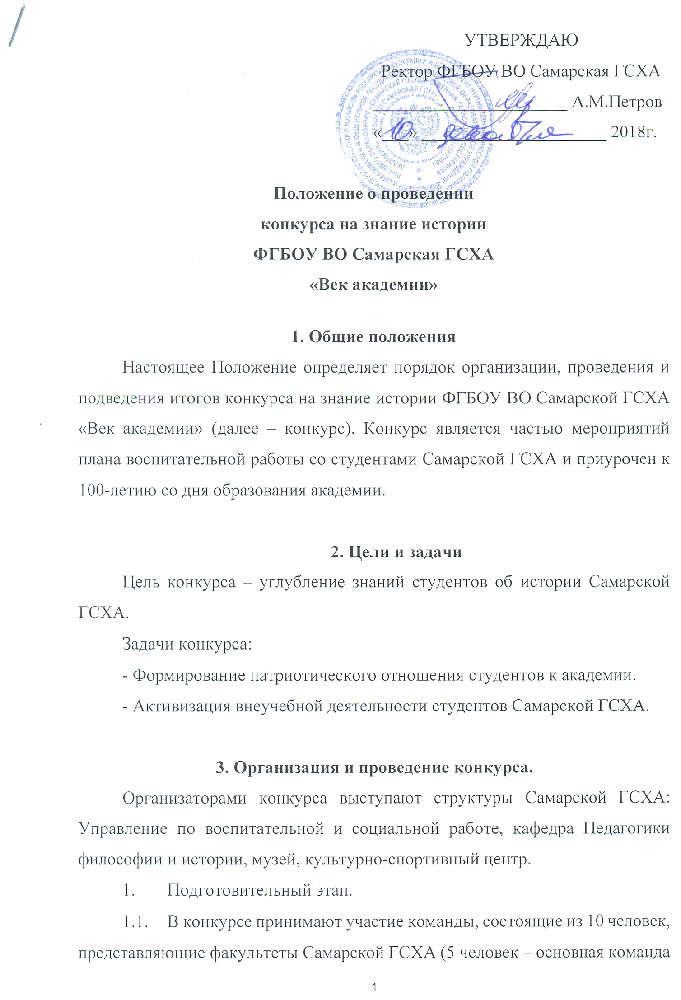 УТВЕРЖДАЮ
Ректор ФГБОУ ВО Самарская ГСХА
А.М.Петров
«10» декабря 2018г.
Положение о проведении
конкурса на знание истории
ФГБОУ ВО Самарская ГСХА
«Век академии»
1. Общие положения
Настоящее Положение определяет порядок организации, проведения и
подведения итогов конкурса на знание истории ФГБОУ ВО Самарской ГСХА
«Век академии» (далее – конкурс). Конкурс является частью мероприятий
плана воспитательной работы со студентами Самарской ГСХА и приурочен к
100-летию со дня образования академии.
2. Цели и задачи
Цель конкурса – углубление знаний студентов об истории Самарской
ГСХА.
Задачи конкурса:
- Формирование патриотического отношения студентов к академии.
- Активизация внеучебной деятельности студентов Самарской ГСХА.
3. Организация и проведение конкурса.
Организаторами конкурса выступают структуры Самарской ГСХА:
Управление по воспитательной и социальной работе, кафедра Педагогики
философии и истории, музей, культурно-спортивный центр.
1. Подготовительный этап.
1.1. В конкурсе принимают участие команды, состоящие из 10 человек,
представляющие факультеты Самарской ГСХА (5 человек – основная команда
1